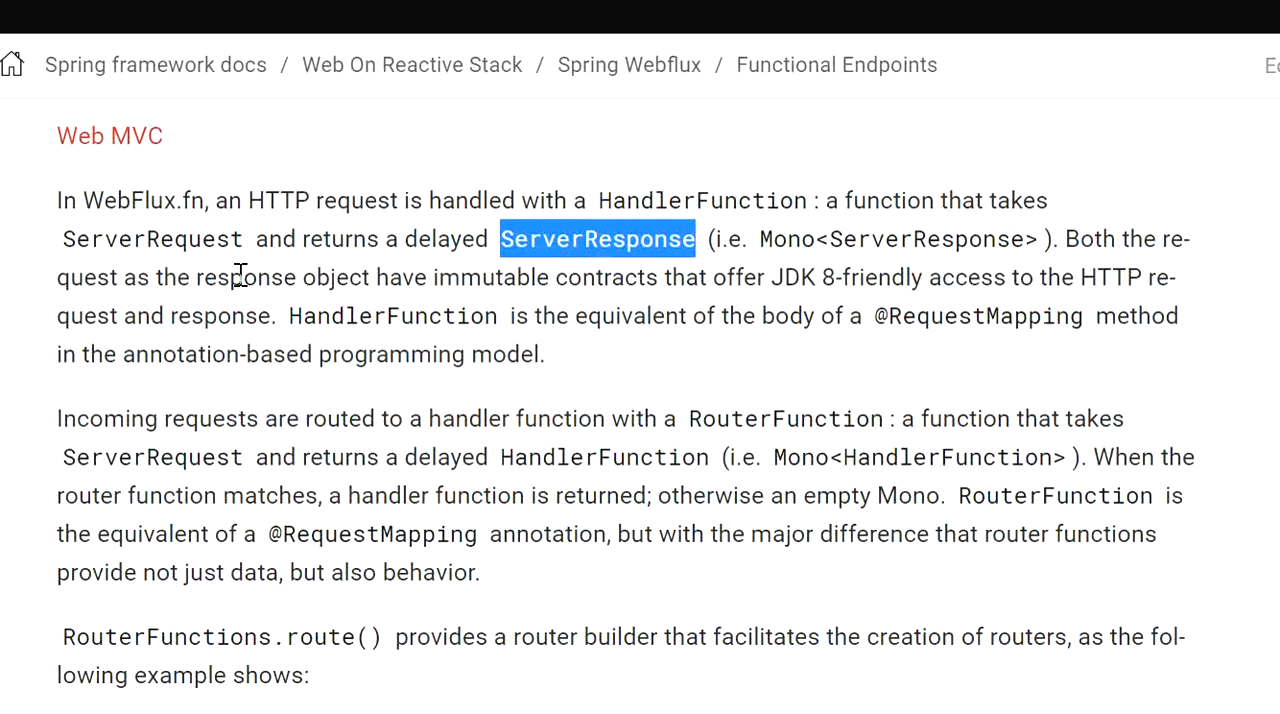 Spring framework docs / Web On Reactive Stack / Spring Webflux / Functional Endpoints
Web MVC
In WebFlux.fn, an HTTP request is handled with a HandlerFunction : a function that takes
ServerRequest and returns a delayed ServerResponse (i.e. Mono<ServerResponse> ). Both the re-
quest as the response object have immutable contracts that offer JDK 8-friendly access to the HTTP re-
quest and response. HandlerFunction is the equivalent of the body of a @RequestMapping method
in the annotation-based programming model.
Incoming requests are routed to a handler function with a RouterFunction : a function that takes
ServerRequest and returns a delayed HandlerFunction (i.e. Mono<HandlerFunction> ). When the
router function matches, a handler function is returned; otherwise an empty Mono. RouterFunction is
the equivalent of a @RequestMapping annotation, but with the major difference that router functions
provide not just data, but also behavior.
RouterFunctions.route() provides a router builder that facilitates the creation of routers, as the fol-
lowing example shows: